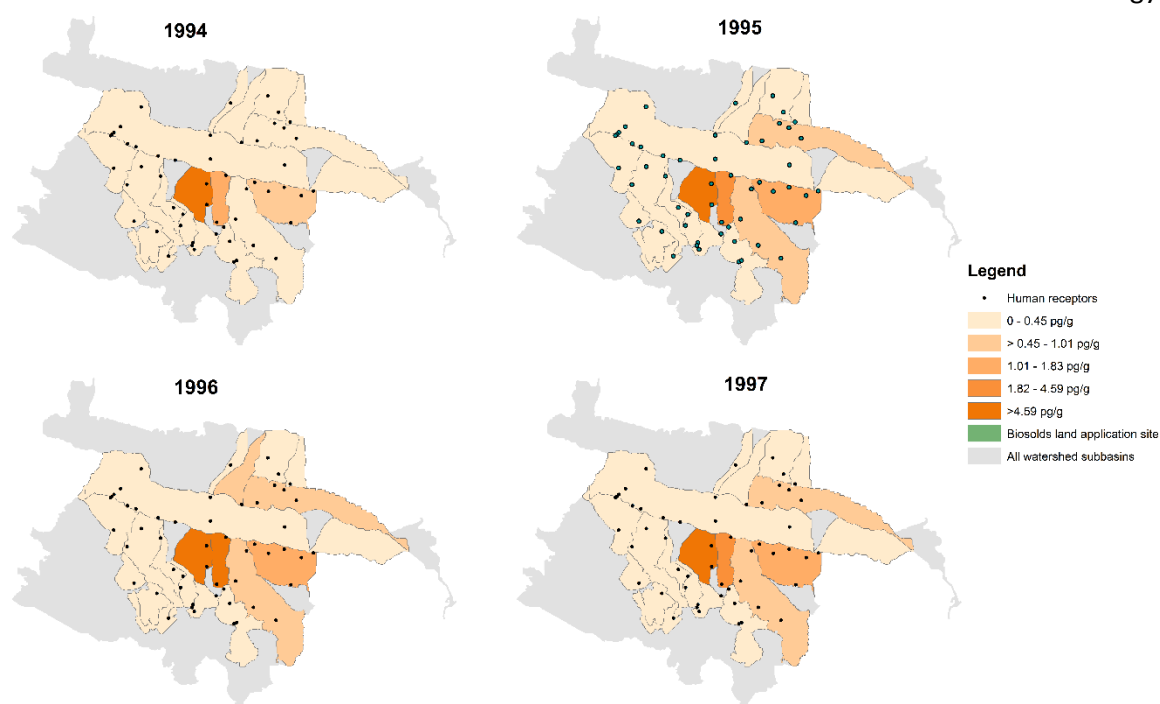 1994
1995
Legend
Human receptors
0 - 0.45 pg/g
> 0.45 - 1.01 pg/g
1.01 - 1.83 pg/g
1.82 - 4.59 pg/g
>4.59 pg/g
Biosolds land application site
All watershed subbasins
1996
1997